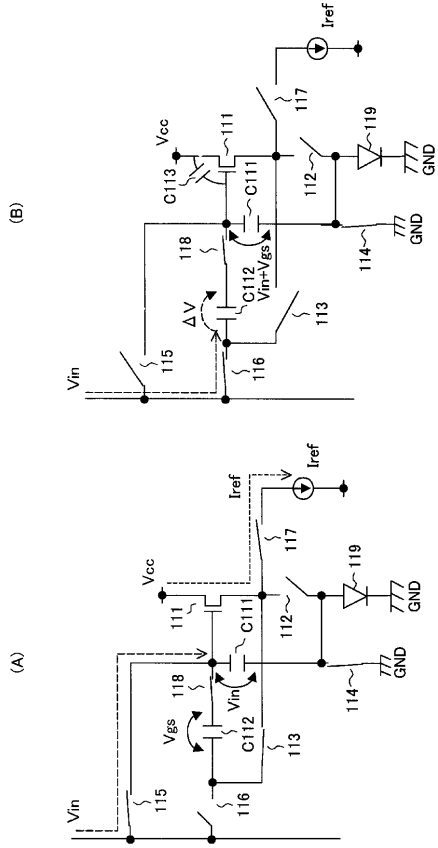 (A)
Vin
115
116
Vgs
C112
118
Vin
113
Vcc
111
C111
Iref
117
112
119
114
GND
GND
Iref
(B)
Vin
115
116
ΔV
C112
118
Vin+Vgs
113
Vcc
C113
111
C111
117
112
119
114
GND
GND
Iref